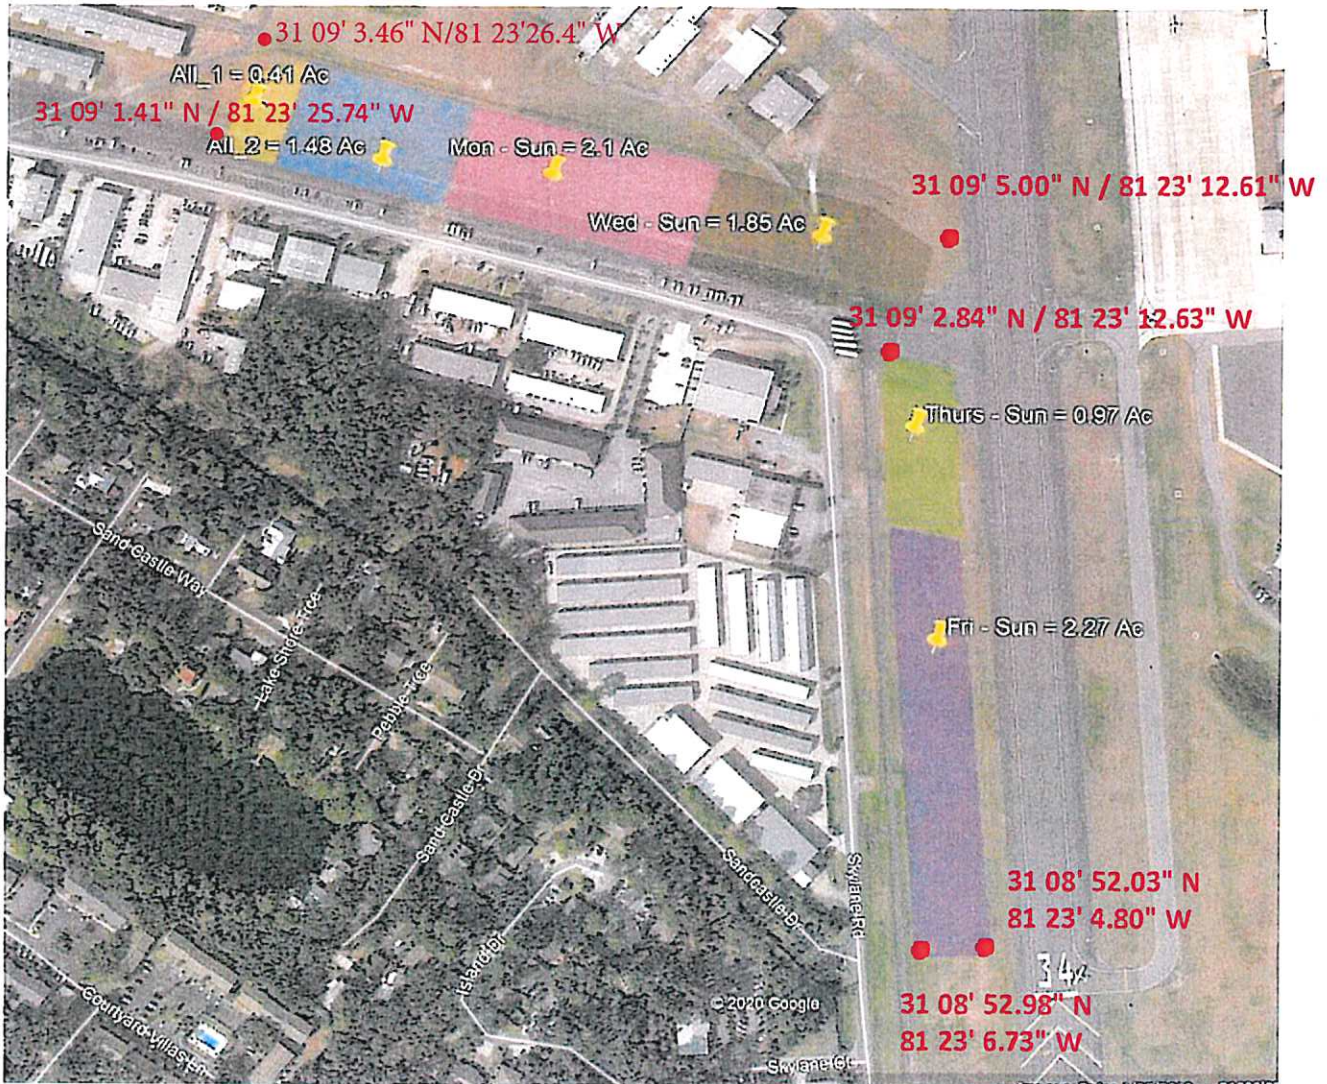 31 09' 3.46" N/81 23'26.4" W
All_1 = 0.41 Ac
31 09' 1.41" N / 81 23' 25.74" W
All_2 = 1.48 Ac
Mon - Sun = 2.1 Ac
31 09' 5.00" N / 81 23' 12.61" W
Wed - Sun = 1.85 Ac
31 09' 2.84" N / 81 23' 12.63" W
Thurs - Sun = 0.97 Ac
Sand Castle Way
Lake Shore Trce
Pebble Trce
Fri - Sun = 2.27 Ac
Sand Castle Dr
Sandcastle Dr
Skylane Rd
31 08' 52.03" N
81 23' 4.80" W
Island Dr
34
Courtyard Villas Ln
© 2020 Google
31 08' 52.98" N
81 23' 6.73" W
Skylane Ct